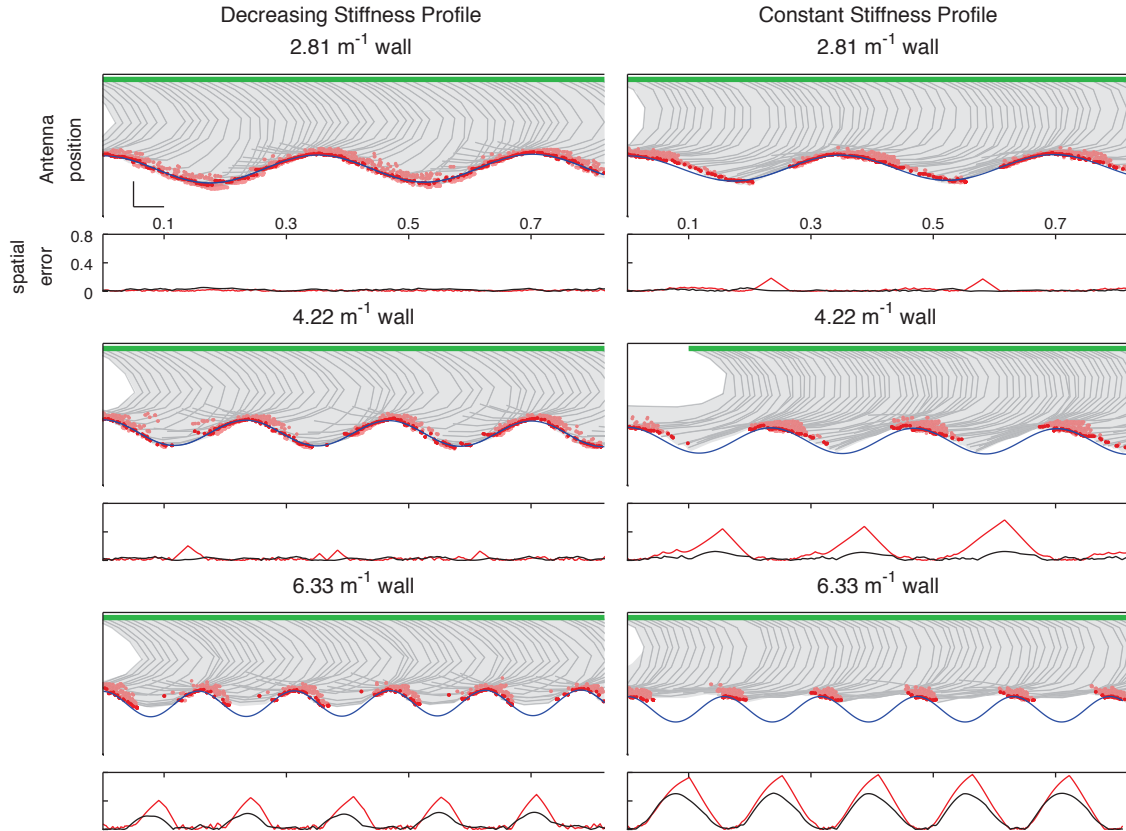 Decreasing Stiffness Profile
Constant Stiffness Profile
2.81 m⁻¹ wall
2.81 m⁻¹ wall
Antenna
position
0.1 0.3 0.5 0.7
0.1 0.3 0.5 0.7
spatial
error
0.8
0.4
0
4.22 m⁻¹ wall
4.22 m⁻¹ wall
6.33 m⁻¹ wall
6.33 m⁻¹ wall